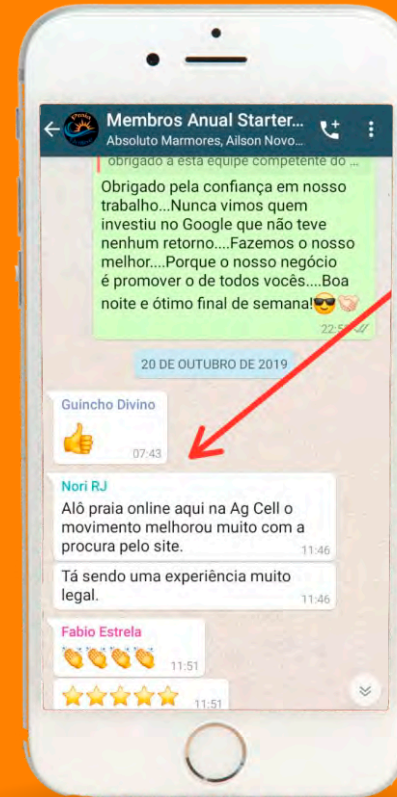 Membros Anual Starter...
Absoluto Marmores, Ailson Novo...
obrigado a esta equipe competente do ...
Obrigado pela confiança em nosso
trabalho...Nunca vimos quem
investiu no Google que não teve
nenhum retorno....Fazemos o nosso
melhor....Porque o nosso negócio
é promover o de todos vocês....Boa
noite e ótimo final de semana!😎🤝
20 DE OUTUBRO DE 2019
Guincho Divino
👍
07:43
Nori RJ
Alô praia online aqui na Ag Cell o
movimento melhorou muito com a
procura pelo site.
11:46
Tá sendo uma experiência muito
legal.
11:46
Fabio Estrela
👏👏👏👏 11:51
⭐⭐⭐⭐⭐ 11:51